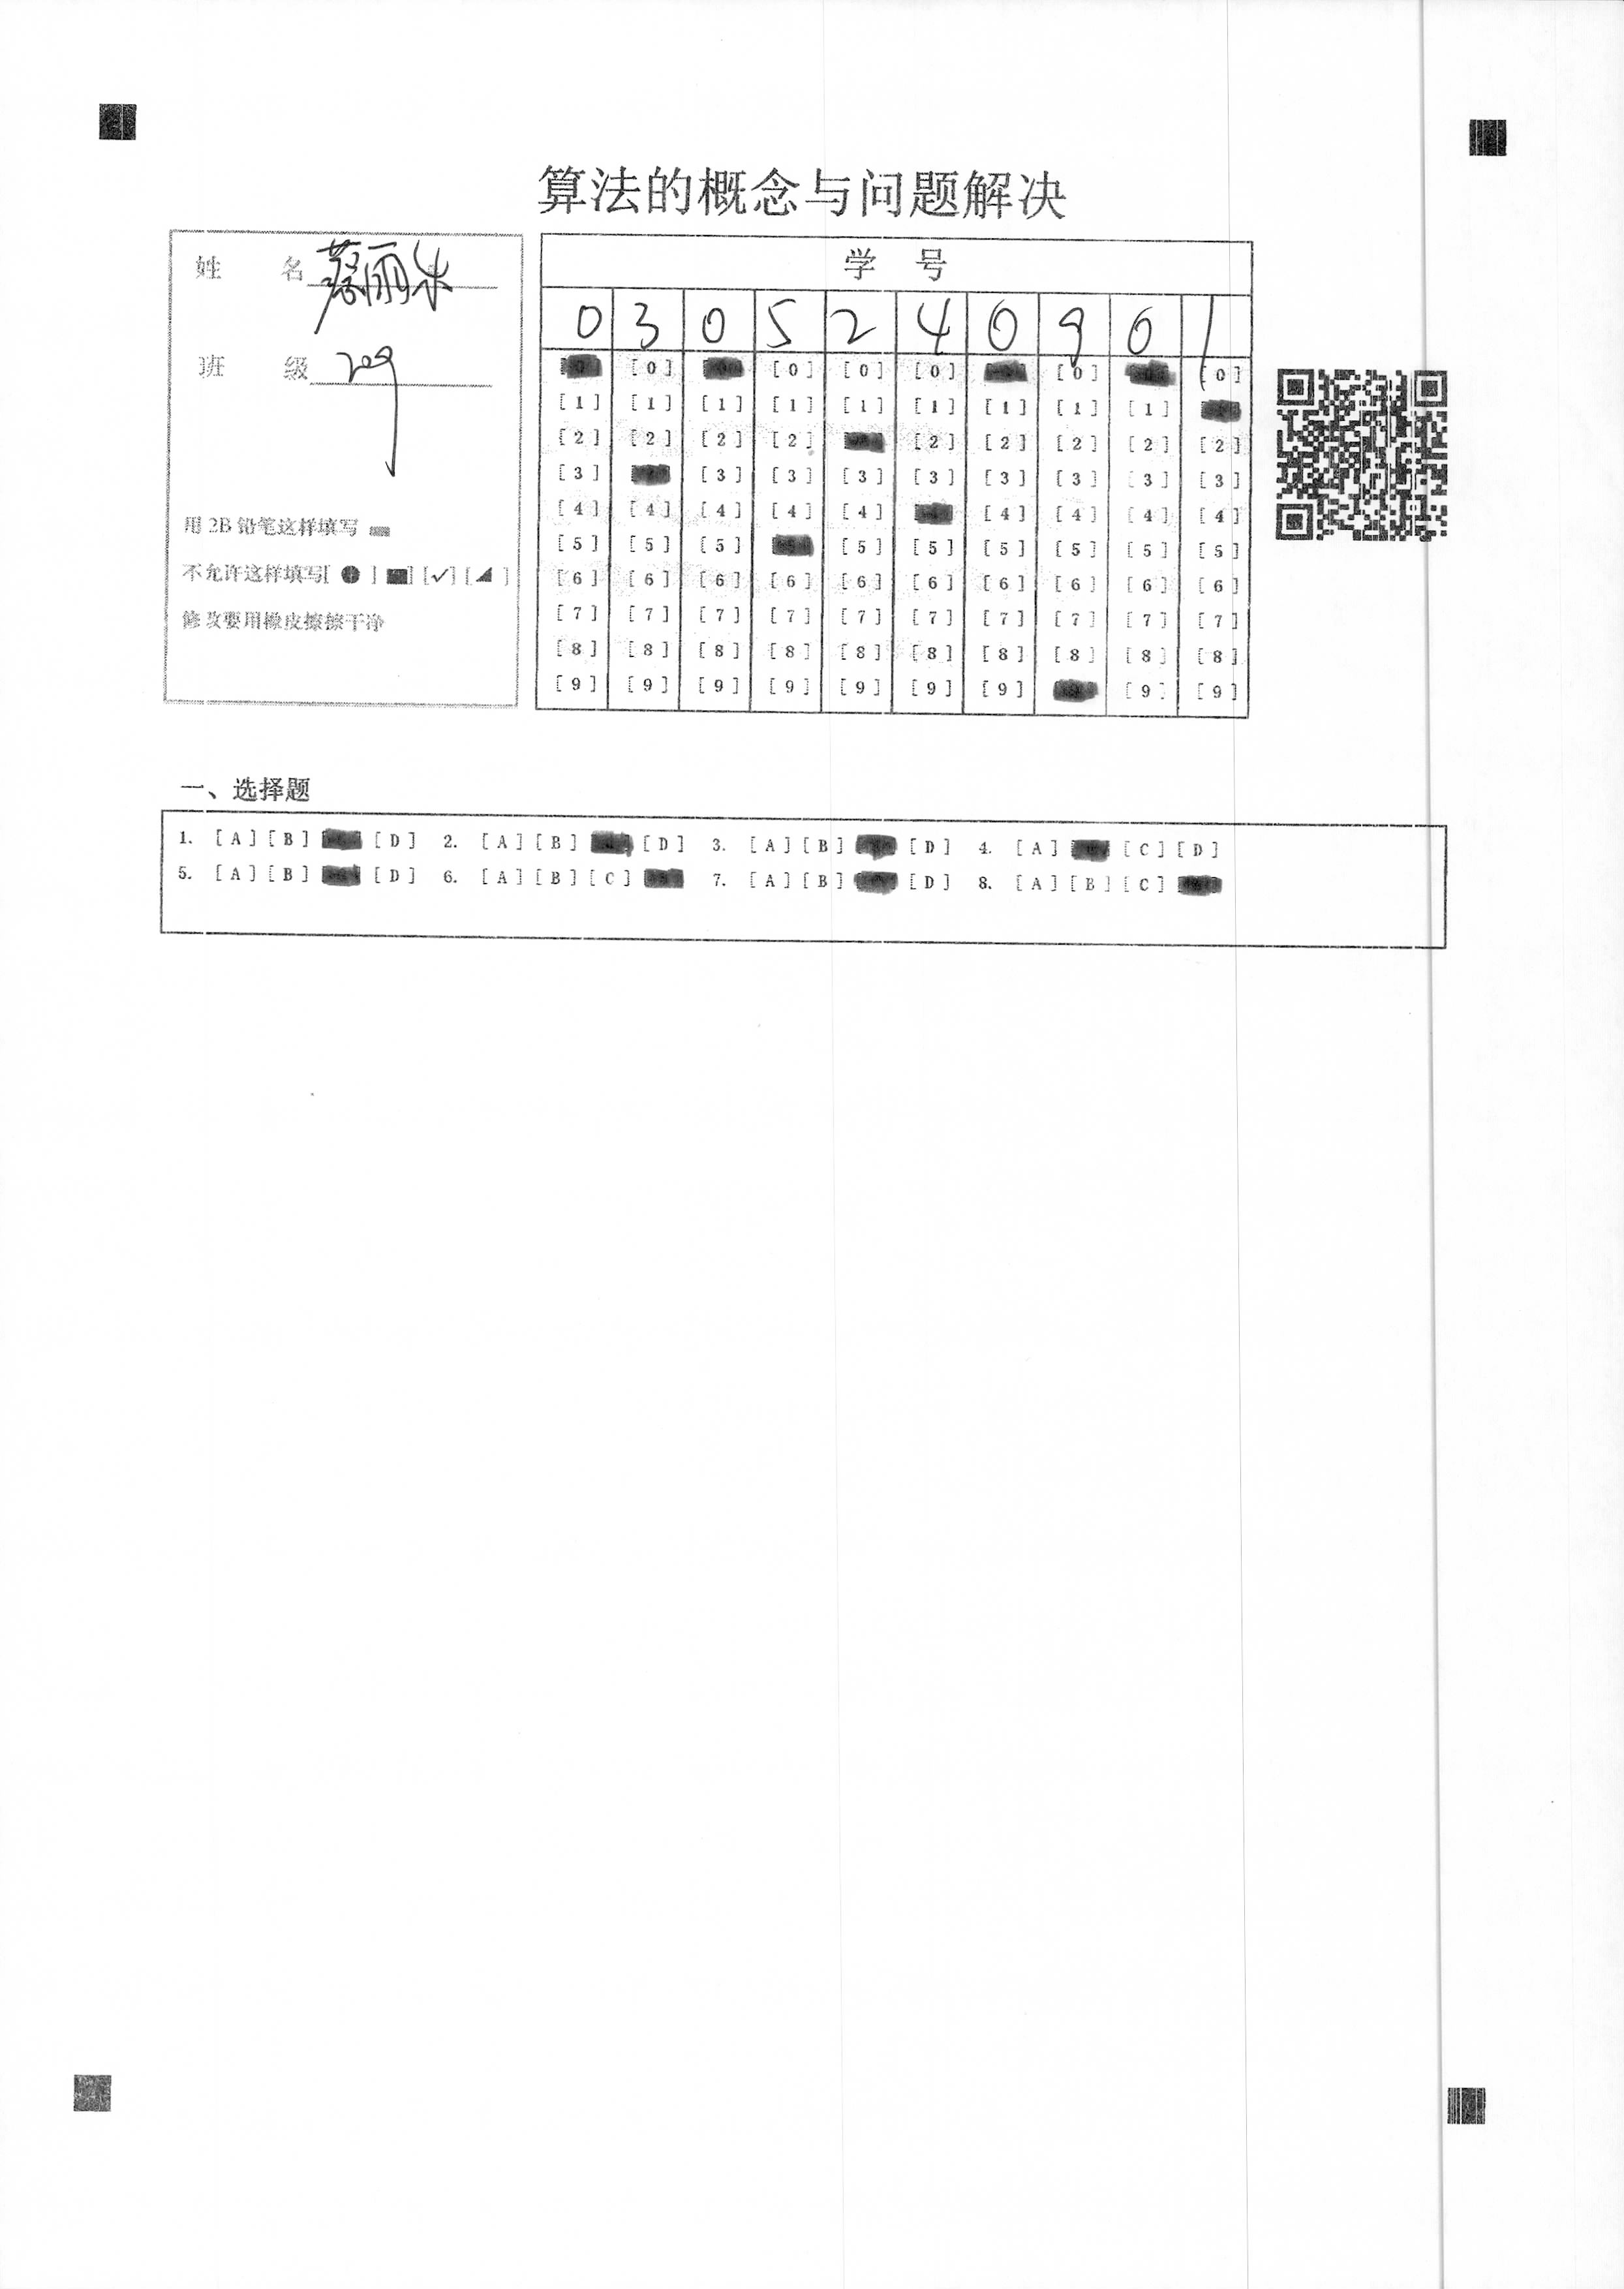 算法的概念与问题解决
姓 名 蔡丽朱
班 级 209
用 2B 铅笔这样填写
不允许这样填写[ ● ] ■] [✓] [◢ ]
修改要用橡皮擦擦干净
学 号
0 3 0 5 2 4 0 9 0 1
[0] [0] [0] [0] [0] [0]
[1] [1] [1] [1] [1] [1] [1] [1] [1]
[2] [2] [2] [2] [2] [2] [2] [2] [2]
[3] [3] [3] [3] [3] [3] [3] [3] [3]
[4] [4] [4] [4] [4] [4] [4] [4] [4]
[5] [5] [5] [5] [5] [5] [5] [5] [5]
[6] [6] [6] [6] [6] [6] [6] [6] [6] [6]
[7] [7] [7] [7] [7] [7] [7] [7] [7] [7]
[8] [8] [8] [8] [8] [8] [8] [8] [8] [8]
[9] [9] [9] [9] [9] [9] [9] [9] [9]
一、选择题
1. [A] [B] [D] 2. [A] [B] [D] 3. [A] [B] [D] 4. [A] [C] [D]
5. [A] [B] [D] 6. [A] [B] [C] 7. [A] [B] [D] 8. [A] [B] [C]